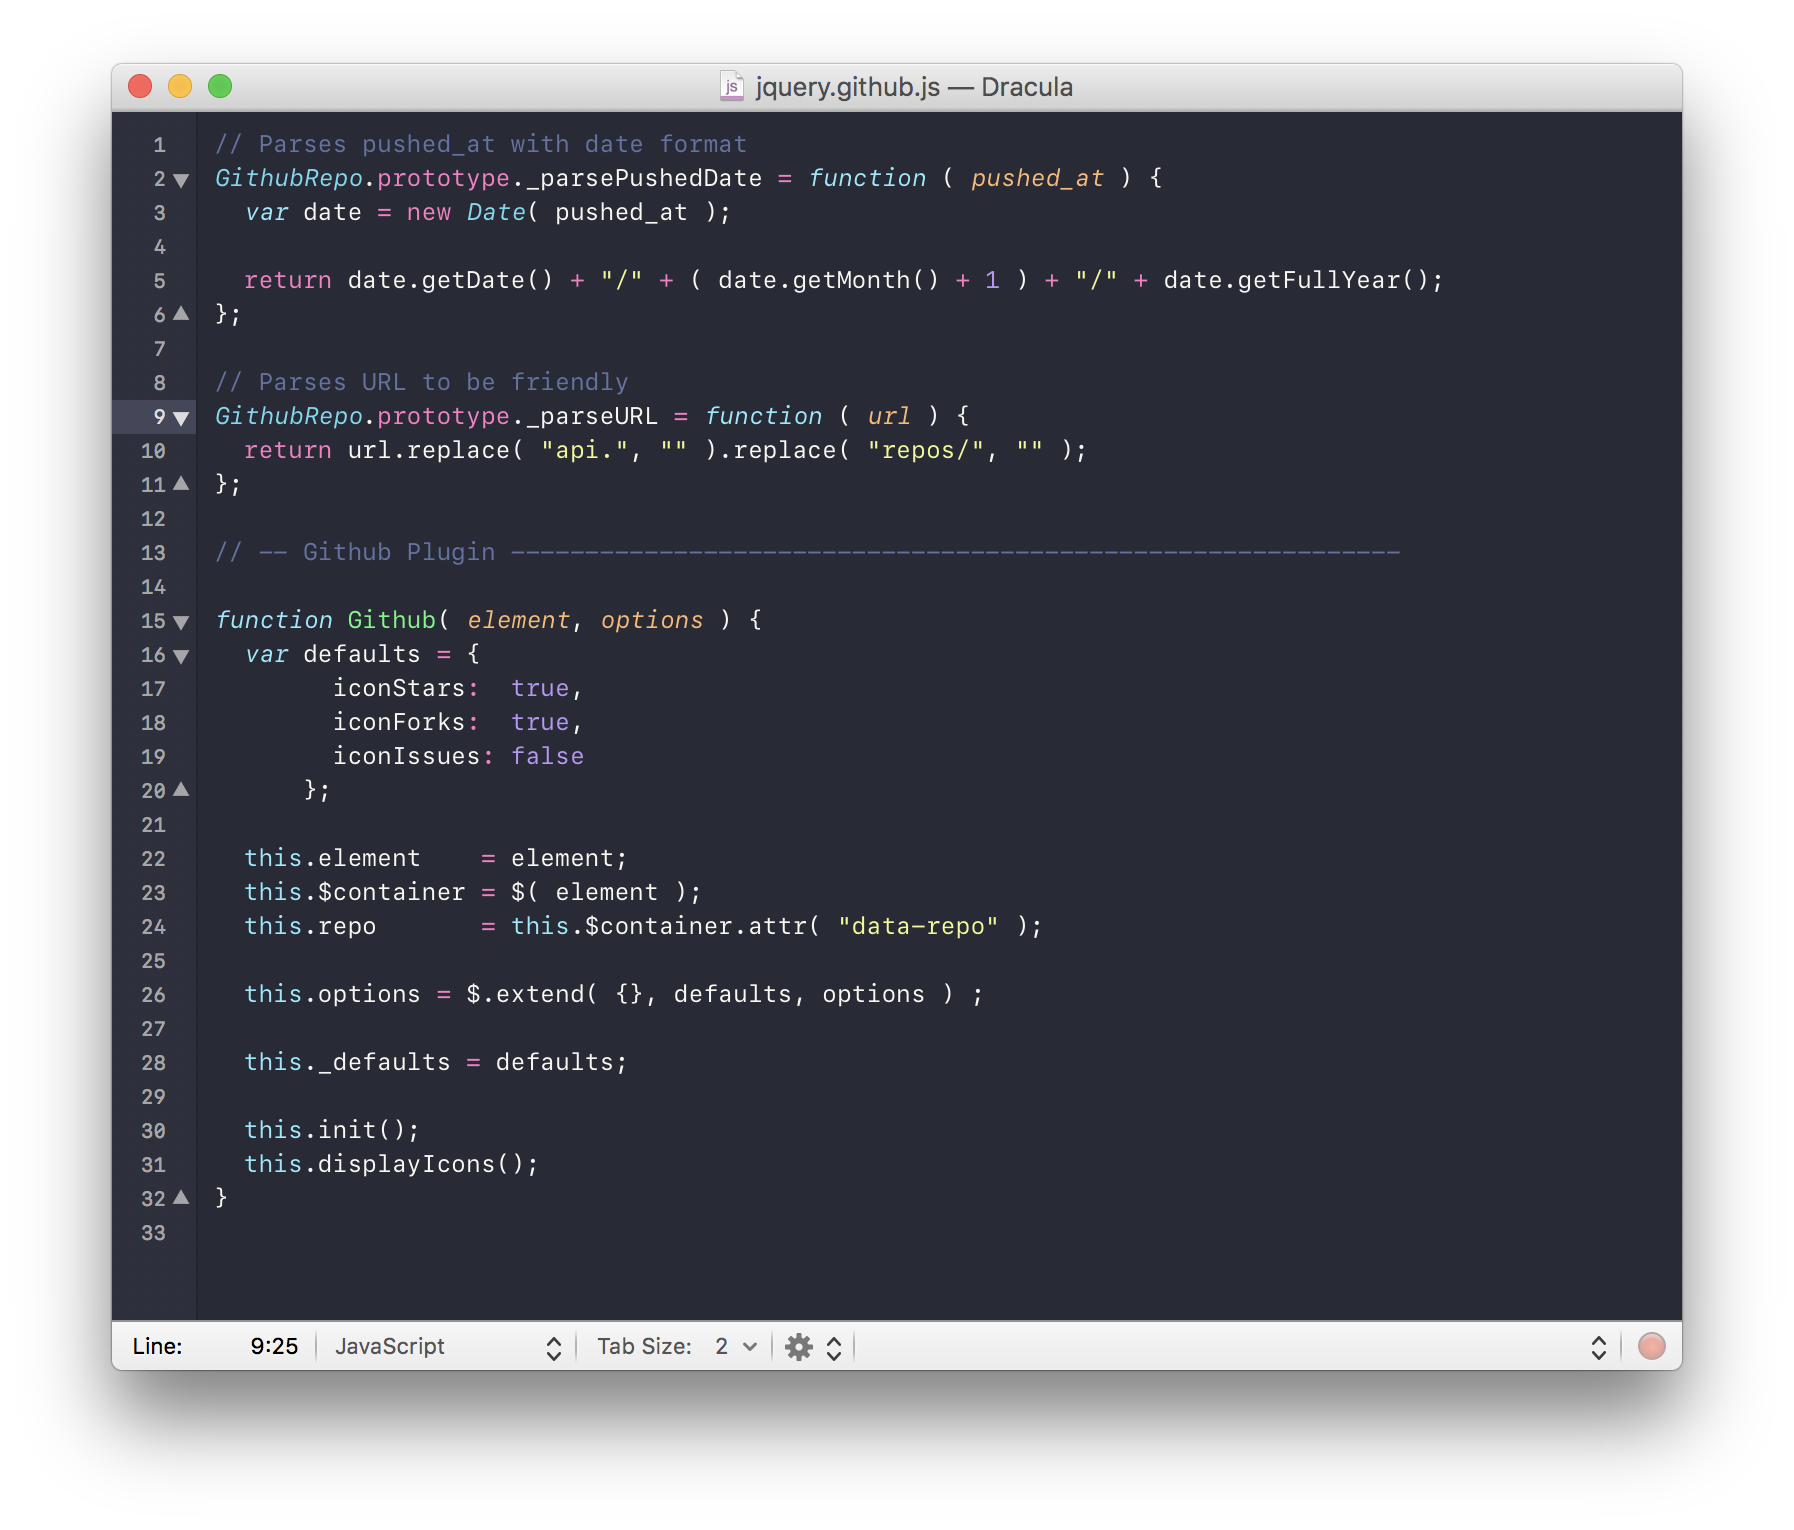 js jquery.github.js — Dracula
1 // Parses pushed_at with date format
2 GithubRepo.prototype._parsePushedDate = function ( pushed_at ) {
3   var date = new Date( pushed_at );
4
5   return date.getDate() + "/" + ( date.getMonth() + 1 ) + "/" + date.getFullYear();
6 };
7
8 // Parses URL to be friendly
9 GithubRepo.prototype._parseURL = function ( url ) {
10   return url.replace( "api.", "" ).replace( "repos/", "" );
11 };
12
13 // -- Github Plugin ------------------------------------------------------------
14
15 function Github( element, options ) {
16   var defaults = {
17         iconStars:  true,
18         iconForks:  true,
19         iconIssues: false
20       };
21
22   this.element    = element;
23   this.$container = $( element );
24   this.repo       = this.$container.attr( "data-repo" );
25
26   this.options = $.extend( {}, defaults, options ) ;
27
28   this._defaults = defaults;
29
30   this.init();
31   this.displayIcons();
32 }
33
Line: 9:25 JavaScript Tab Size: 2